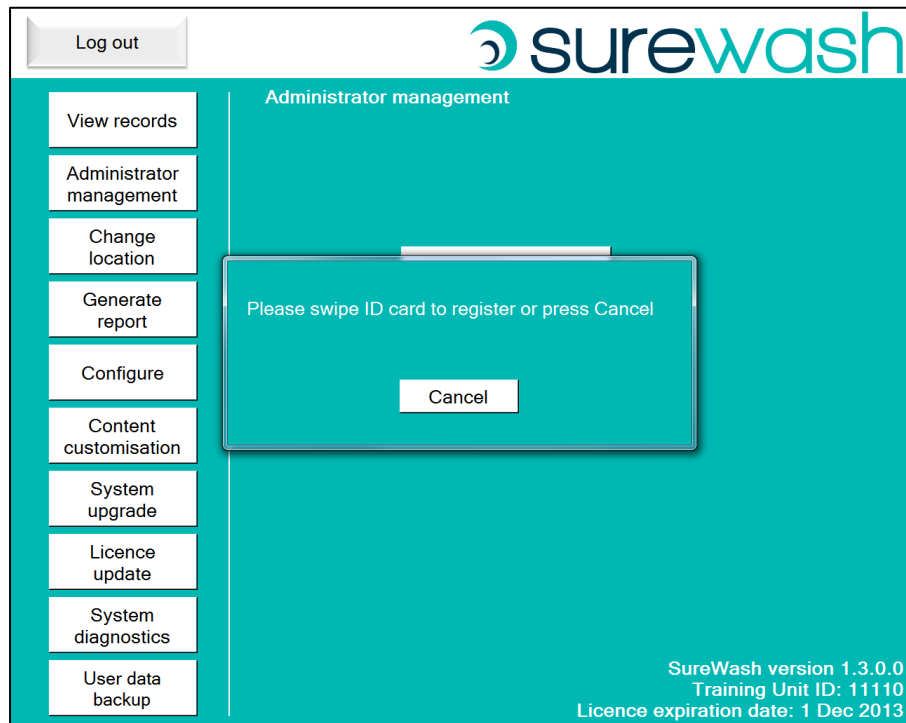 Log out
surewash
Administrator management
View records
Administrator
management
Change
location
Generate
report
Configure
Content
customisation
System
upgrade
Licence
update
System
diagnostics
User data
backup
Please swipe ID card to register or press Cancel
Cancel
SureWash version 1.3.0.0
Training Unit ID: 11110
Licence expiration date: 1 Dec 2013